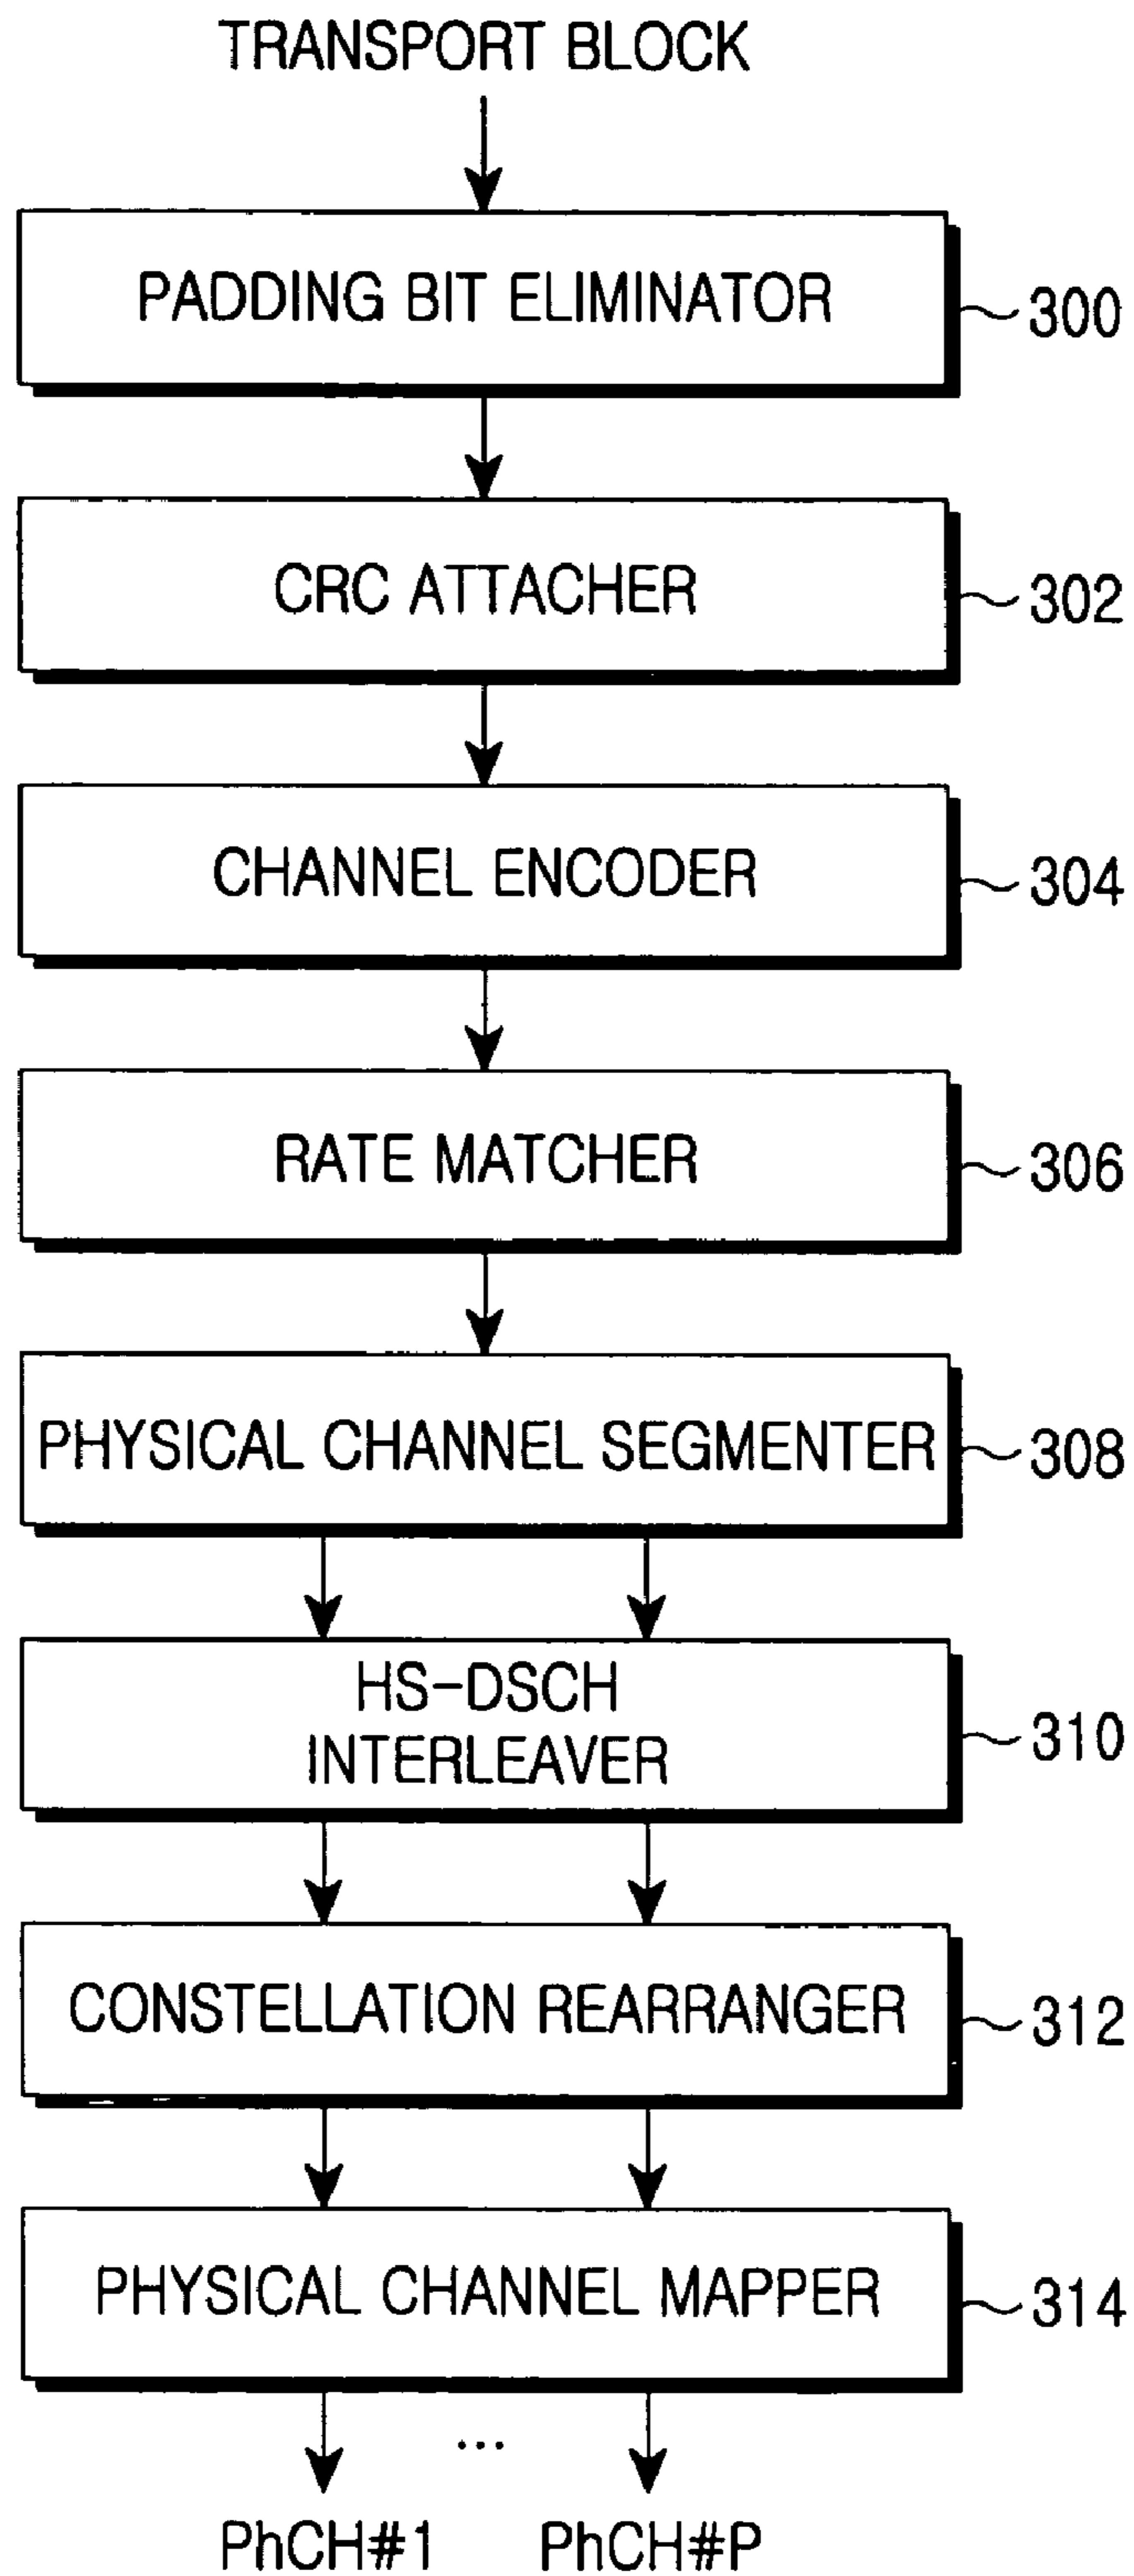 TRANSPORT BLOCK
PADDING BIT ELIMINATOR
300
CRC ATTACHER
302
CHANNEL ENCODER
304
RATE MATCHER
306
PHYSICAL CHANNEL SEGMENTER
308
HS-DSCH
INTERLEAVER
310
CONSTELLATION REARRANGER
312
PHYSICAL CHANNEL MAPPER
314
...
PhCH#1 PhCH#P